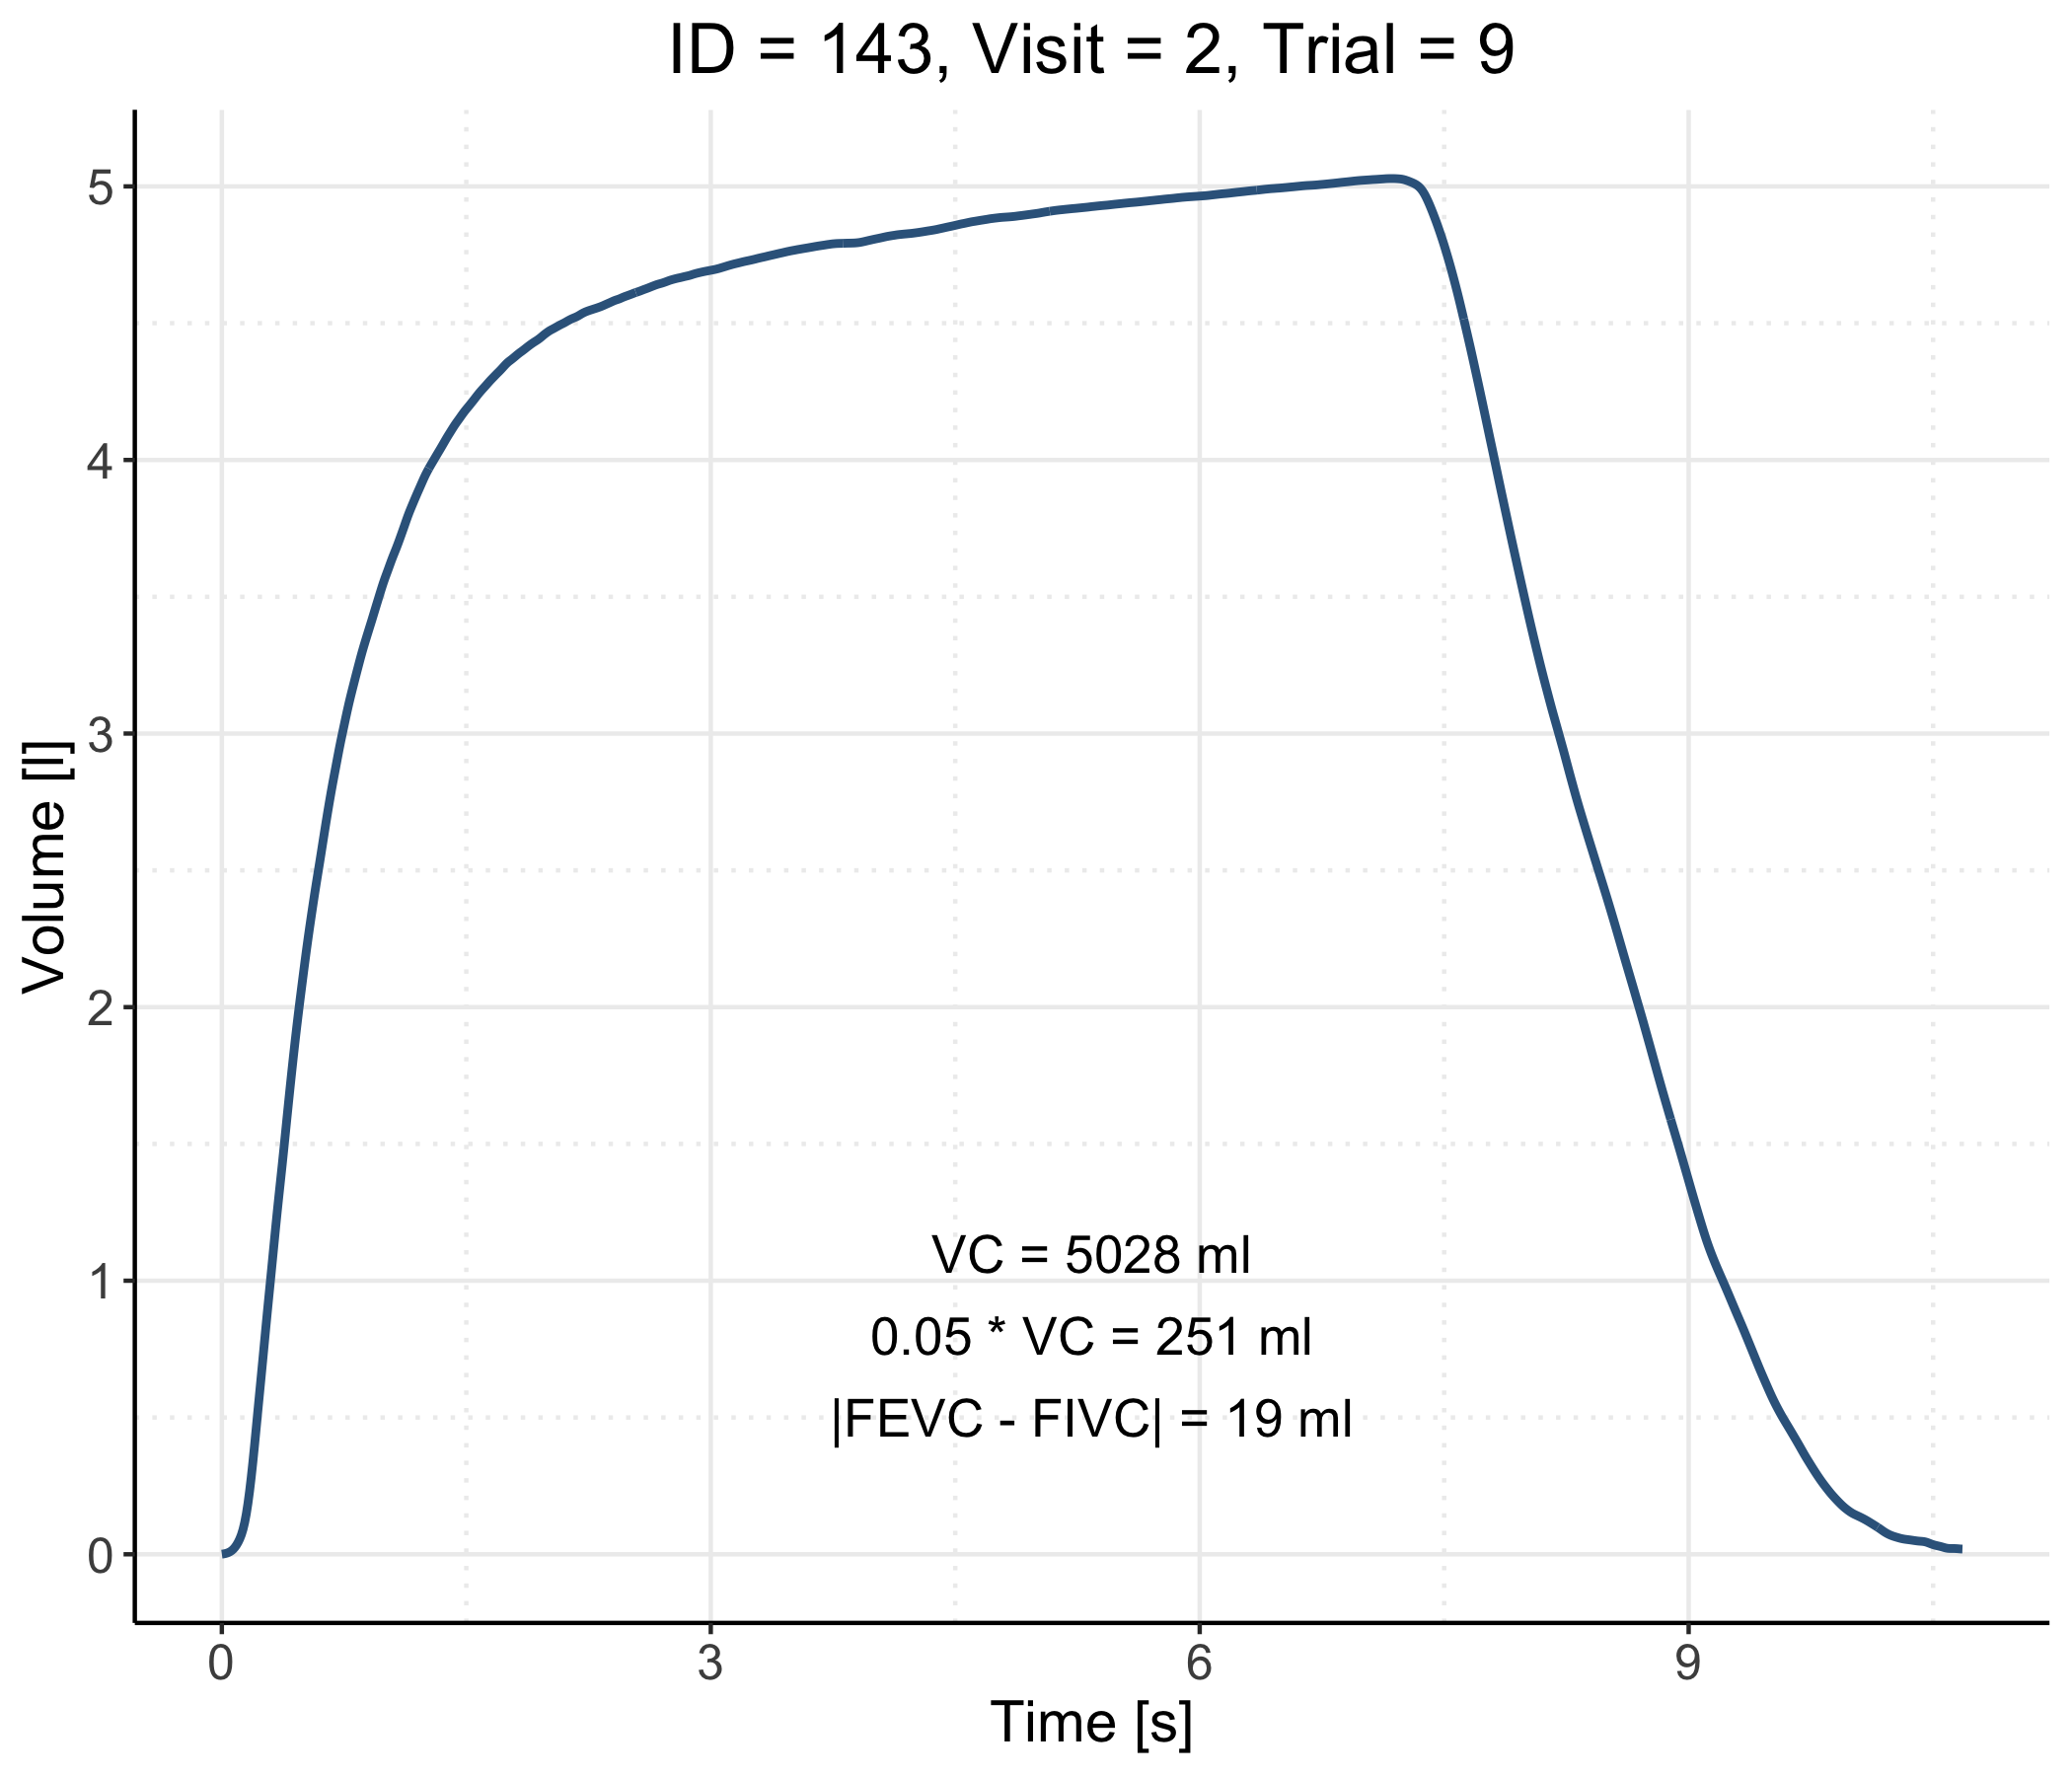 ID = 143, Visit = 2, Trial = 9
Volume [l]
5
4
3
2
1
0
VC = 5028 ml
0.05 * VC = 251 ml
|FEVC - FIVC| = 19 ml
0 3 6 9
Time [s]